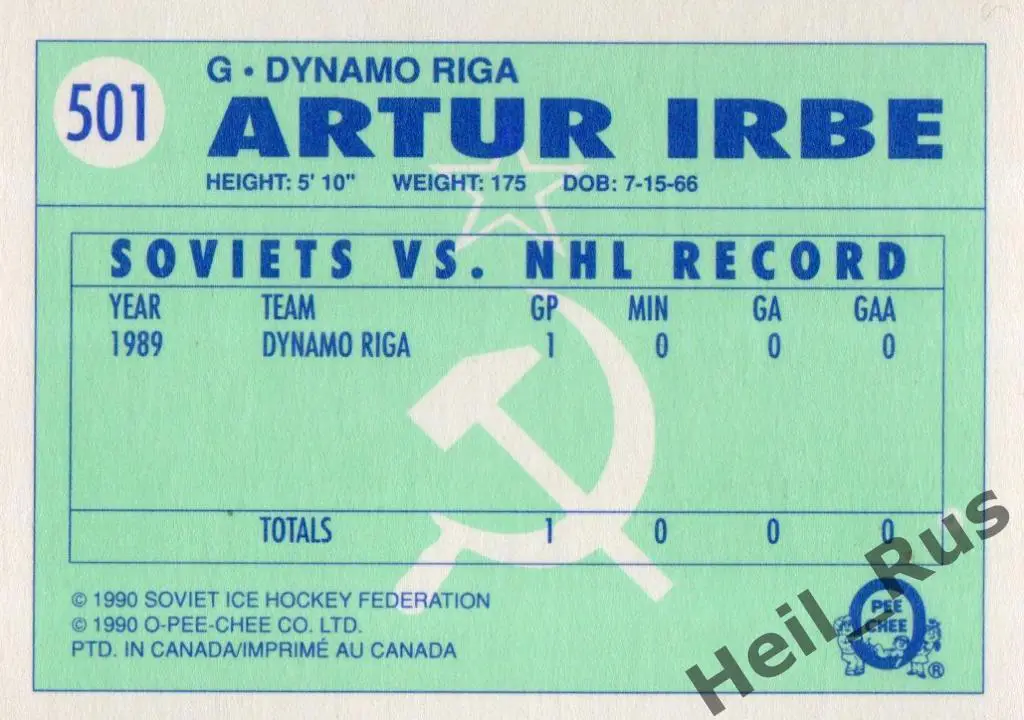 501
G • DYNAMO RIGA
ARTUR IRBE
HEIGHT: 5' 10" WEIGHT: 175 DOB: 7-15-66
SOVIETS VS. NHL RECORD
YEAR TEAM GP MIN GA GAA
1989 DYNAMO RIGA 1 0 0 0
TOTALS 1 0 0 0
© 1990 SOVIET ICE HOCKEY FEDERATION
© 1990 O-PEE-CHEE CO. LTD.
PTD. IN CANADA/IMPRIMÉ AU CANADA
PEE
CHEE
®
Heil_Rus